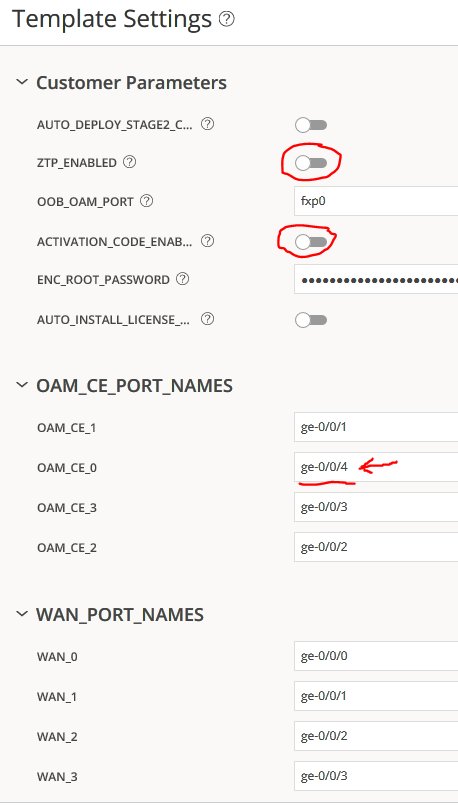 Template Settings ?
Customer Parameters
AUTO_DEPLOY_STAGE2_C... ?
ZTP_ENABLED ?
OOB_OAM_PORT ? fxp0
ACTIVATION_CODE_ENAB... ?
ENC_ROOT_PASSWORD ? •••••••••••••••••••••••
AUTO_INSTALL_LICENSE_... ?
OAM_CE_PORT_NAMES
OAM_CE_1 ge-0/0/1
OAM_CE_0 ge-0/0/4
OAM_CE_3 ge-0/0/3
OAM_CE_2 ge-0/0/2
WAN_PORT_NAMES
WAN_0 ge-0/0/0
WAN_1 ge-0/0/1
WAN_2 ge-0/0/2
WAN_3 ge-0/0/3